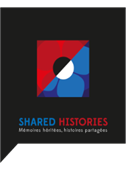 SHARED HISTORIES
Mémoires héritées, histoires partagées